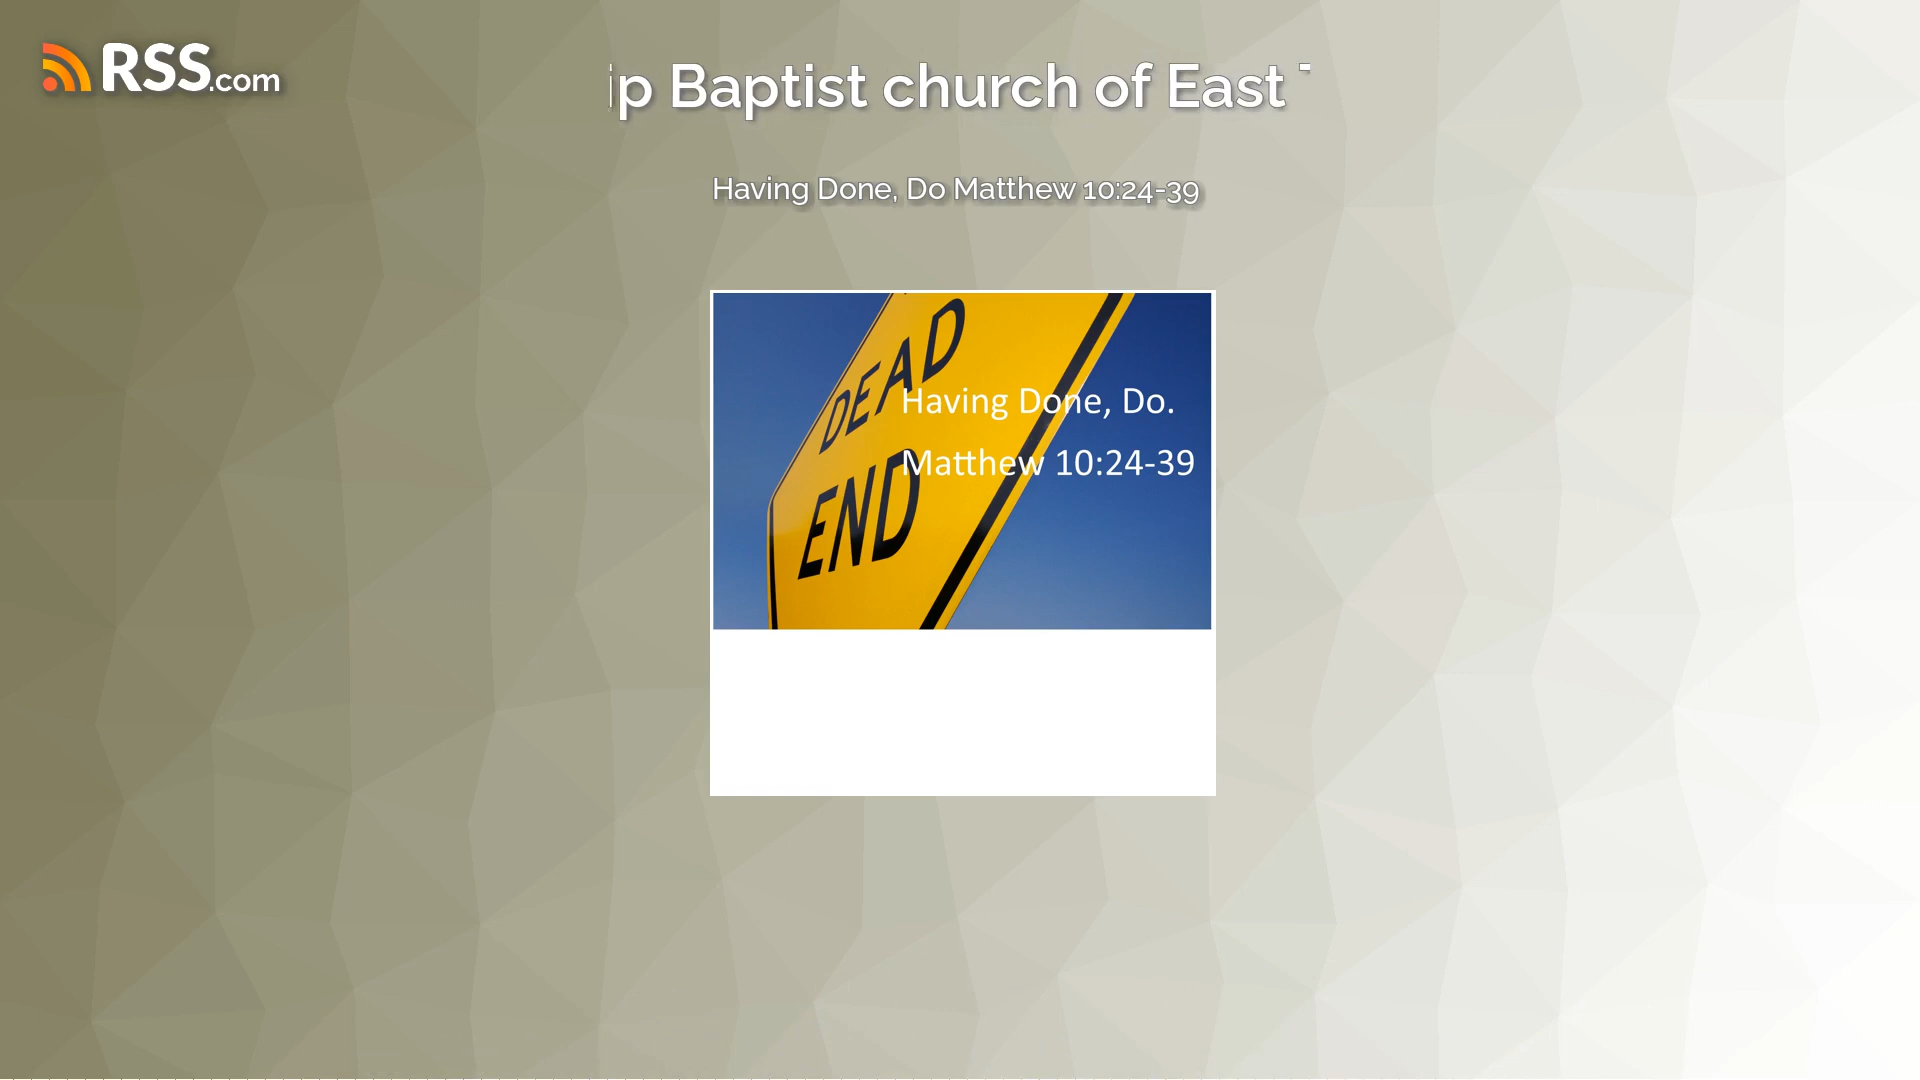 RSS.com
Baptist church of East
Having Done, Do Matthew 10:24-39
DEAD
END
Having Done, Do.
Matthew 10:24-39